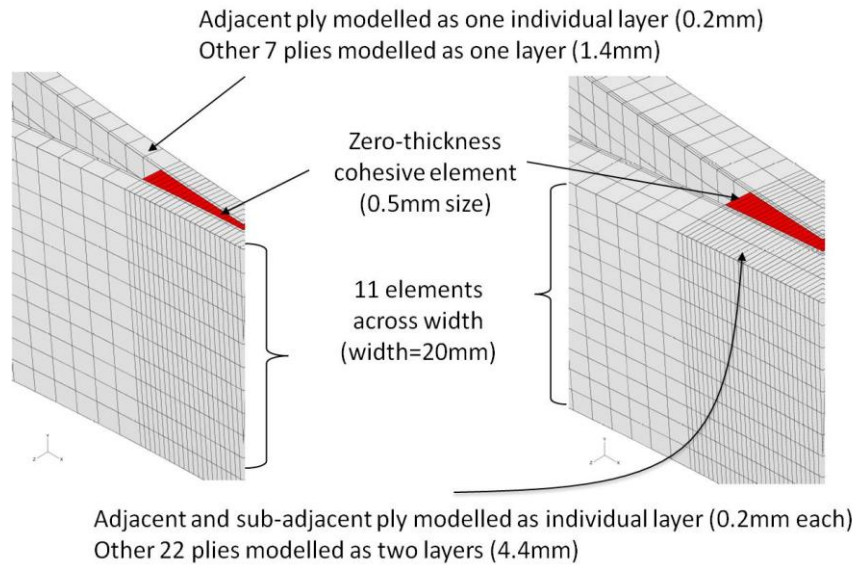 Adjacent ply modelled as one individual layer (0.2mm)
Other 7 plies modelled as one layer (1.4mm)
Zero-thickness
cohesive element
(0.5mm size)
11 elements
across width
(width=20mm)
Adjacent and sub-adjacent ply modelled as individual layer (0.2mm each)
Other 22 plies modelled as two layers (4.4mm)